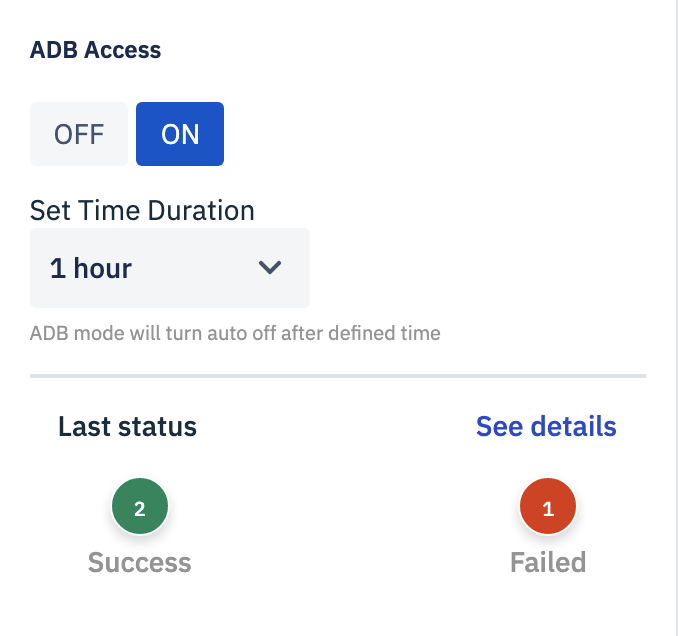 ADB Access
OFF ON
Set Time Duration
1 hour
ADB mode will turn auto off after defined time
Last status See details
2 1
Success Failed